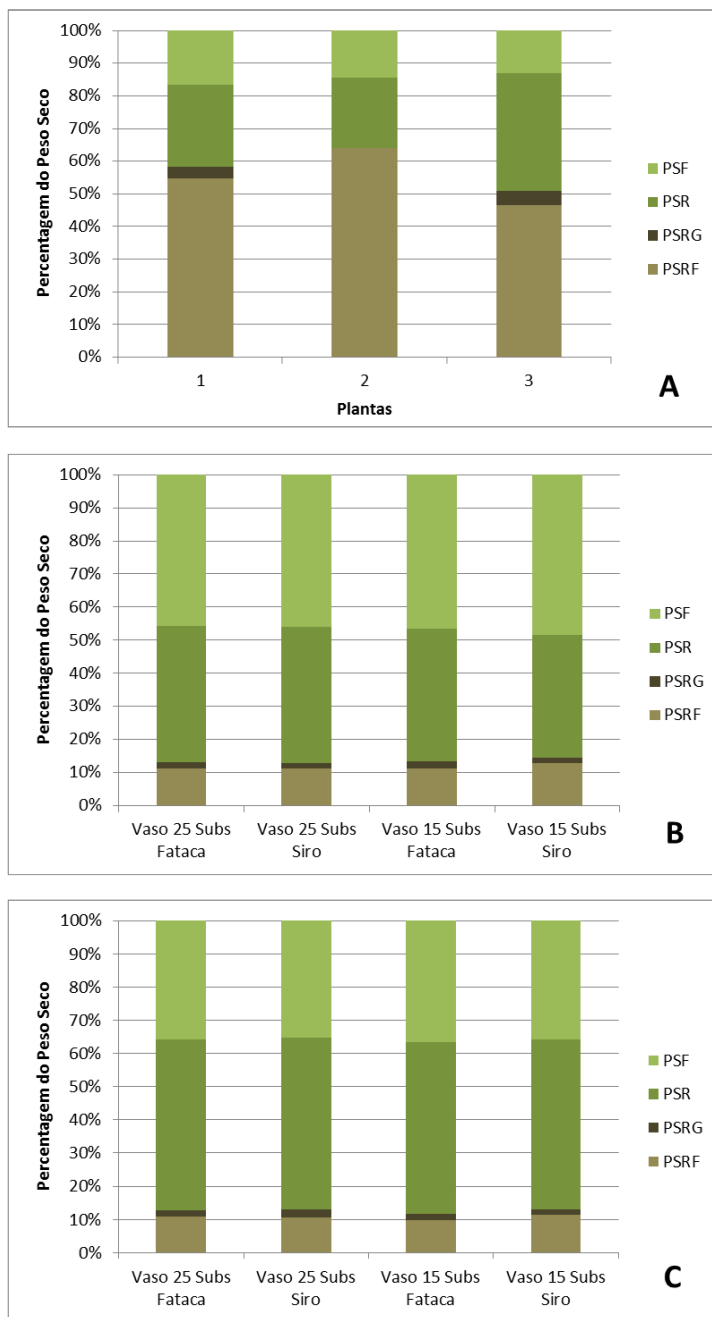 Percentagem do Peso Seco
100%
90%
80%
70%
60%
50%
40%
30%
20%
10%
0%
1 2 3
Plantas
PSF
PSR
PSRG
PSRF
A
Percentagem do Peso Seco
100%
90%
80%
70%
60%
50%
40%
30%
20%
10%
0%
Vaso 25 Subs Vaso 25 Subs Vaso 15 Subs Vaso 15 Subs
Fataca Siro Fataca Siro
PSF
PSR
PSRG
PSRF
B
Percentagem do Peso Seco
100%
90%
80%
70%
60%
50%
40%
30%
20%
10%
0%
Vaso 25 Subs Vaso 25 Subs Vaso 15 Subs Vaso 15 Subs
Fataca Siro Fataca Siro
PSF
PSR
PSRG
PSRF
C